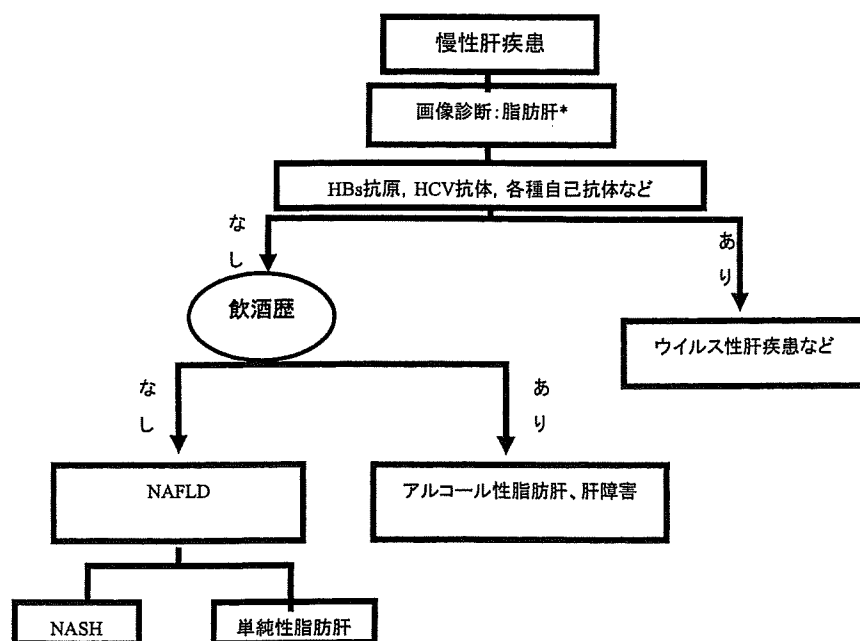 慢性肝疾患
画像診断:脂肪肝*
HBs抗原, HCV抗体, 各種自己抗体など
なし
あり
飲酒歴
ウイルス性肝疾患など
なし
あり
NAFLD
アルコール性脂肪肝、肝障害
NASH
単純性脂肪肝